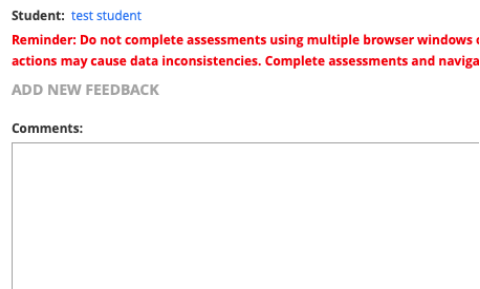 Student: test student
Reminder: Do not complete assessments using multiple browser windows
actions may cause data inconsistencies. Complete assessments and
ADD NEW FEEDBACK
Comments: